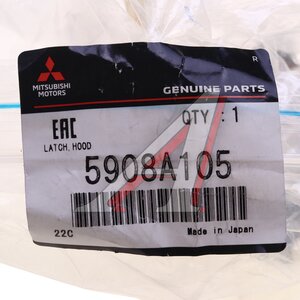 MITSUBISHI
MOTORS
GENUINE PARTS
R
EAC
QTY : 1
LATCH, HOOD
5908A105
22C
Made in Japan